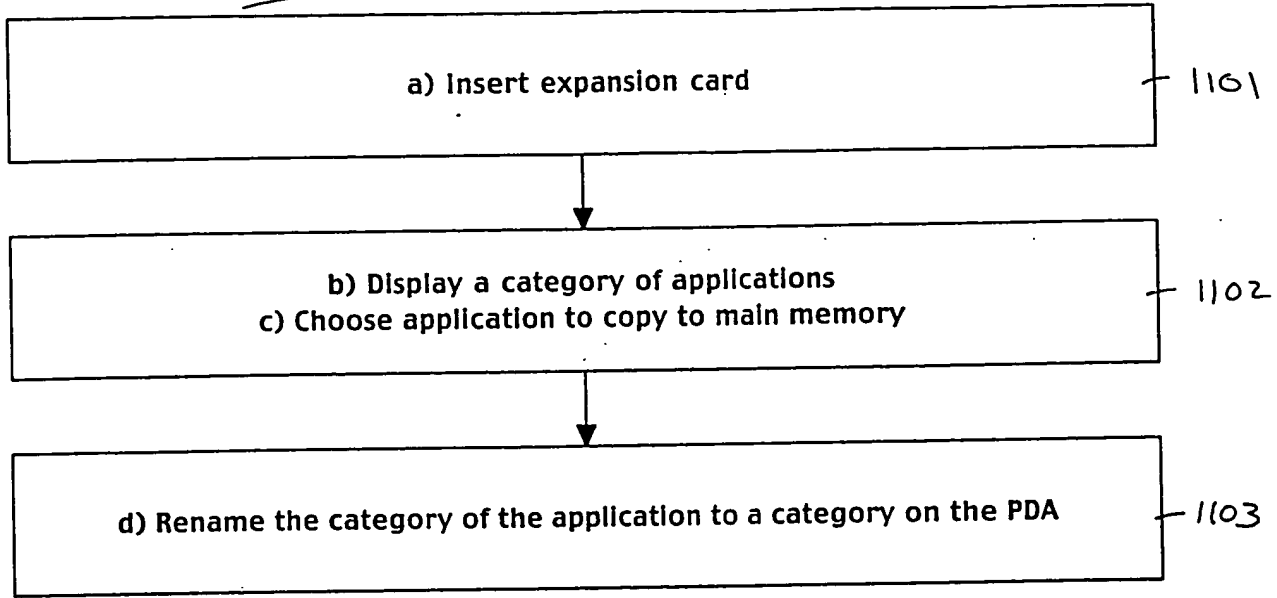 a) Insert expansion card
1101
b) Display a category of applications
c) Choose application to copy to main memory
1102
d) Rename the category of the application to a category on the PDA
1103